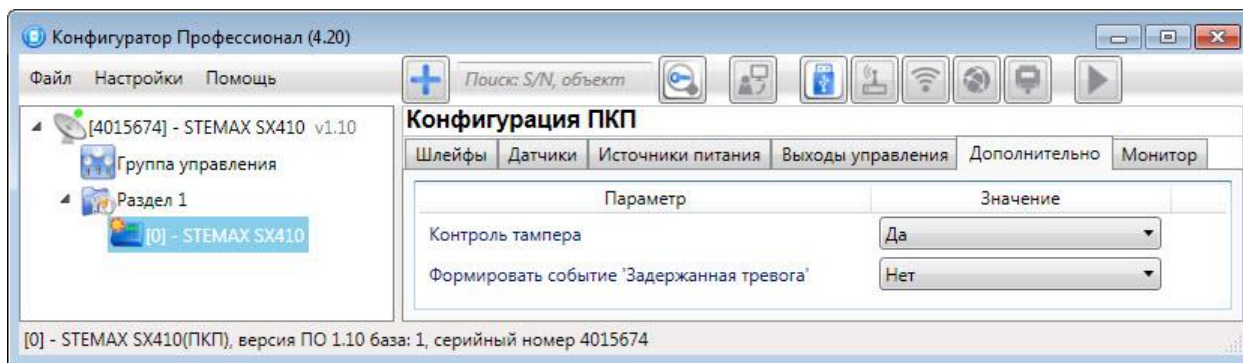 Конфигуратор Профессионал (4.20)
Файл Настройки Помощь
Поиск: S/N, объект
[4015674] - STEMAX SX410 v1.10
Группа управления
Раздел 1
[0] - STEMAX SX410
Конфигурация ПКП
Шлейфы Датчики Источники питания Выходы управления Дополнительно Монитор
Параметр Значение
Контроль тампера Да
Формировать событие 'Задержанная тревога' Нет
[0] - STEMAX SX410(ПКП), версия ПО 1.10 база: 1, серийный номер 4015674